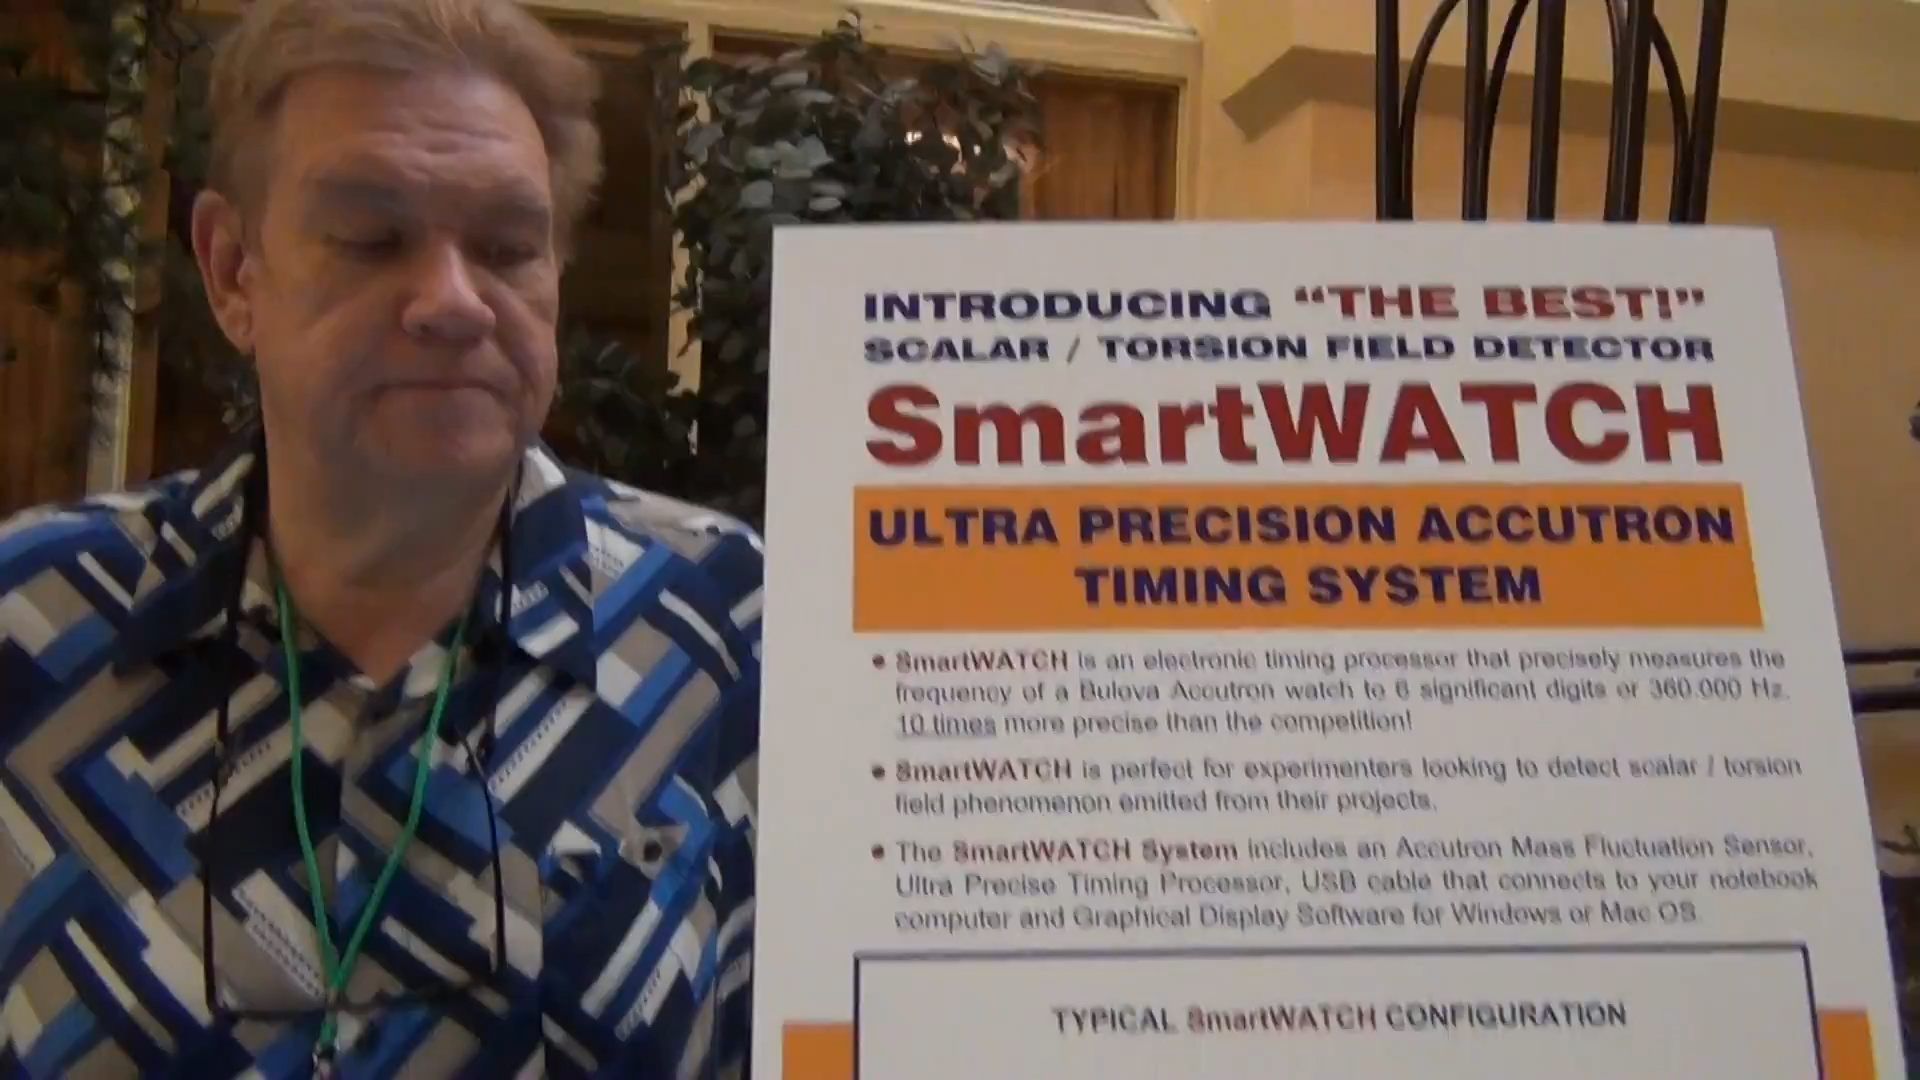 INTRODUCING “THE BEST!”
SCALAR / TORSION FIELD DETECTOR
SmartWATCH
ULTRA PRECISION ACCUTRON
TIMING SYSTEM
• SmartWATCH is an electronic timing processor that precisely measures the
frequency of a Bulova Accutron watch to 6 significant digits or 360.000 Hz.
10 times more precise than the competition!
• SmartWATCH is perfect for experimenters looking to detect scalar / torsion
field phenomenon emitted from their projects.
• The SmartWATCH System includes an Accutron Mass Fluctuation Sensor,
Ultra Precise Timing Processor, USB cable that connects to your notebook
computer and Graphical Display Software for Windows or Mac OS.
TYPICAL SmartWATCH CONFIGURATION